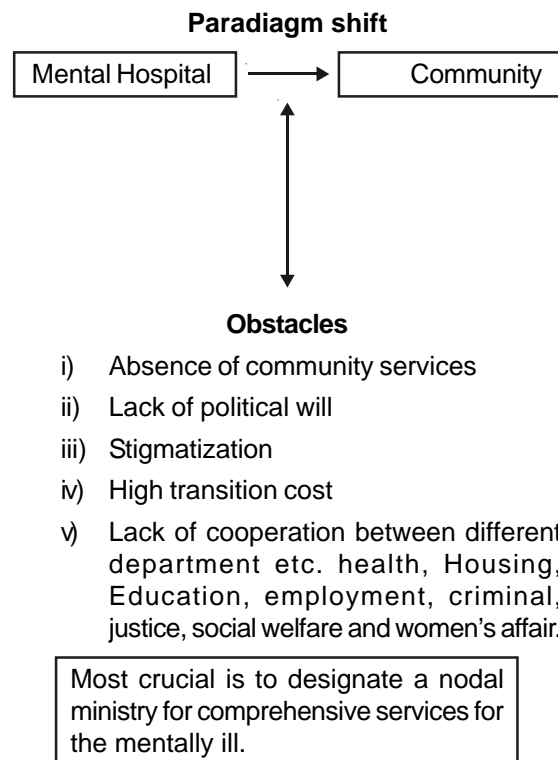 Paradiagm shift
Mental Hospital
Community
Obstacles
i) Absence of community services
ii) Lack of political will
iii) Stigmatization
iv) High transition cost
v) Lack of cooperation between different
department etc. health, Housing,
Education, employment, criminal,
justice, social welfare and women's affair.
Most crucial is to designate a nodal
ministry for comprehensive services for
the mentally ill.